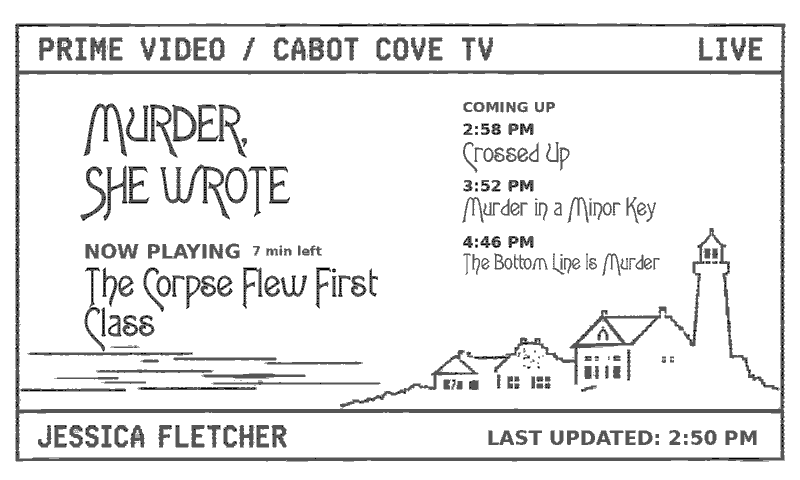 PRIME VIDEO / CABOT COVE TV
LIVE
MURDER,
SHE WROTE
NOW PLAYING 7 min left
The Corpse Flew First
Class
COMING UP
2:58 PM
Crossed Up
3:52 PM
Murder in a Minor Key
4:46 PM
The Bottom Line Is Murder
JESSICA FLETCHER
LAST UPDATED: 2:50 PM